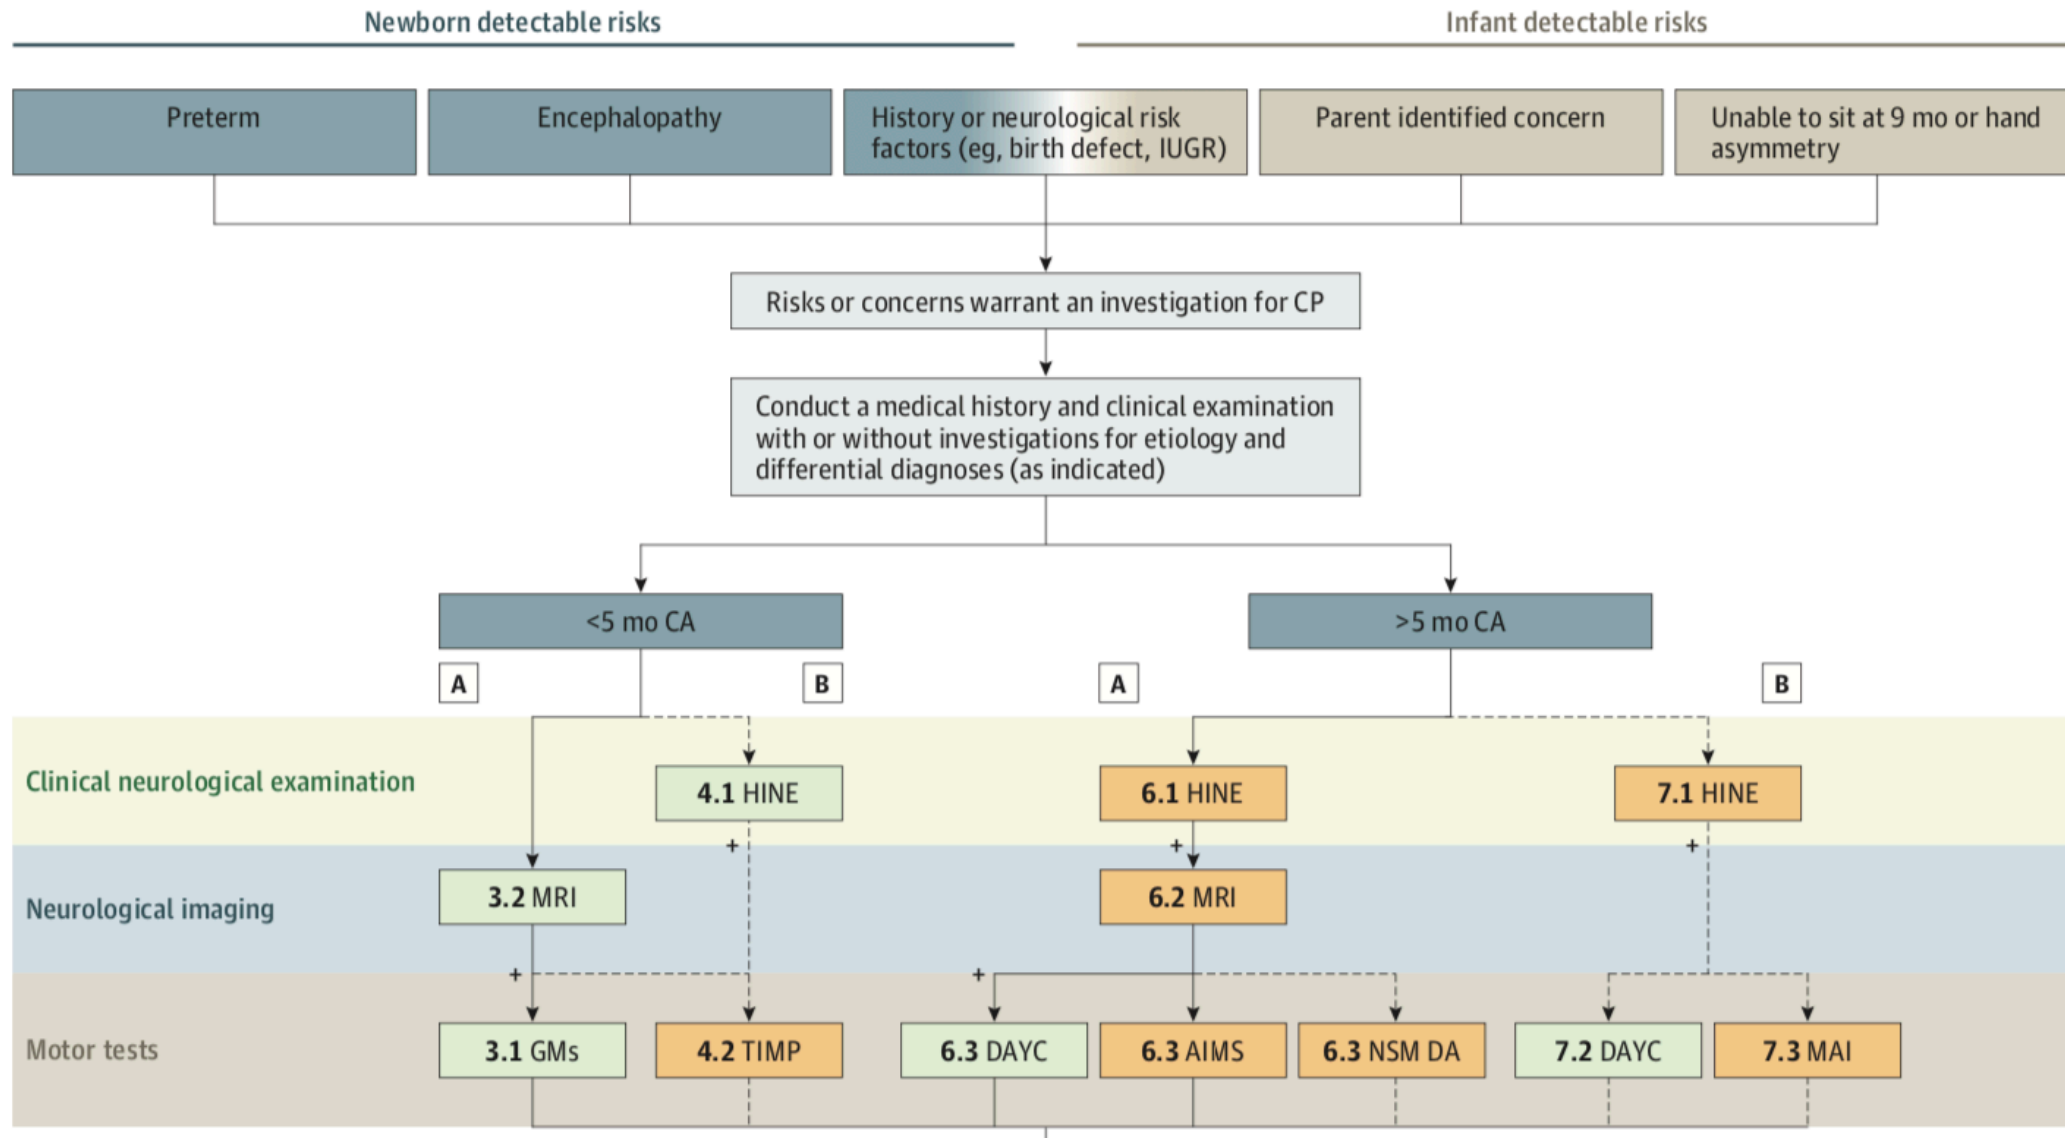 Newborn detectable risks
Infant detectable risks
Preterm
Encephalopathy
History or neurological risk
factors (eg, birth defect, IUGR)
Parent identified concern
Unable to sit at 9 mo or hand
asymmetry
Risks or concerns warrant an investigation for CP
Conduct a medical history and clinical examination
with or without investigations for etiology and
differential diagnoses (as indicated)
<5 mo CA
>5 mo CA
A
B
A
B
Clinical neurological examination
4.1 HINE
6.1 HINE
7.1 HINE
+
+
+
Neurological imaging
3.2 MRI
6.2 MRI
+
+
Motor tests
3.1 GMs
4.2 TIMP
6.3 DAYC
6.3 AIMS
6.3 NSM DA
7.2 DAYC
7.3 MAI